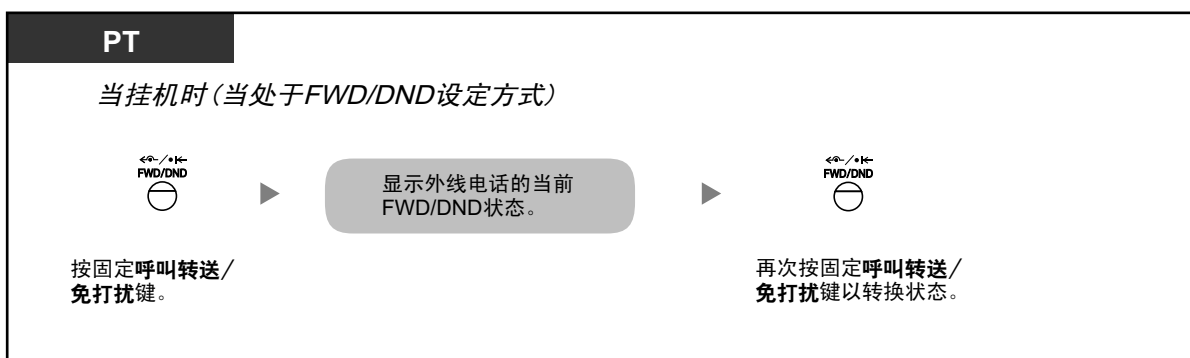 PT
当挂机时（当处于FWD/DND设定方式）
FWD/DND
显示外线电话的当前
FWD/DND状态。
FWD/DND
按固定呼叫转送/
免打扰键。
再次按固定呼叫转送/
免打扰键以转换状态。